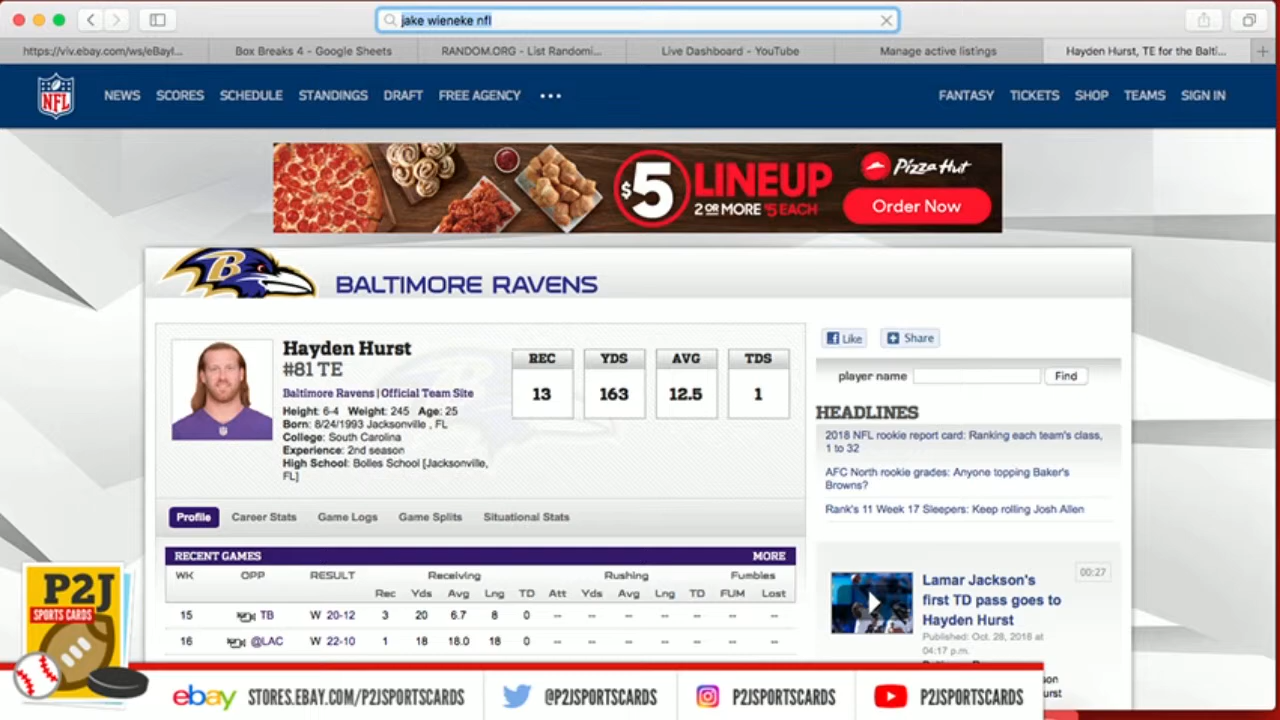 jake wieneke nfl
https://viv.ebay.com/ws/eBayI...
Box Breaks 4 - Google Sheets
RANDOM.ORG - List Randomi...
Live Dashboard - YouTube
Manage active listings
Hayden Hurst, TE for the Balti...
NFL
NEWS SCORES SCHEDULE STANDINGS DRAFT FREE AGENCY ••• FANTASY TICKETS SHOP TEAMS SIGN IN
$5 LINEUP
2 OR MORE $5 EACH
Pizza Hut
Order Now
B
BALTIMORE RAVENS
Hayden Hurst
#81 TE
Baltimore Ravens | Official Team Site
Height: 6-4 Weight: 245 Age: 25
Born: 8/24/1993 Jacksonville , FL
College: South Carolina
Experience: 2nd season
High School: Bolles School [Jacksonville,
FL]
REC YDS AVG TDS
13 163 12.5 1
Like Share
player name Find
HEADLINES
2018 NFL rookie report card: Ranking each team's class,
1 to 32
AFC North rookie grades: Anyone topping Baker's
Browns?
Rank's 11 Week 17 Sleepers: Keep rolling Josh Allen
Profile Career Stats Game Logs Game Splits Situational Stats
RECENT GAMES MORE
WK OPP RESULT Receiving Rushing Fumbles
Rec Yds Avg Lng TD Att Yds Avg Lng TD FUM Lost
15 TB W 20-12 3 20 6.7 8 0 -- -- -- -- -- -- --
16 @LAC W 22-10 1 18 18.0 18 0 -- -- -- -- -- -- --
00:27
Lamar Jackson's
first TD pass goes to
Hayden Hurst
Published: Oct. 28, 2018 at
04:17 p.m.
P2J
SPORTS CARDS
ebay STORES.EBAY.COM/P2JSPORTSCARDS
@P2JSPORTSCARDS
P2JSPORTSCARDS
P2JSPORTSCARDS